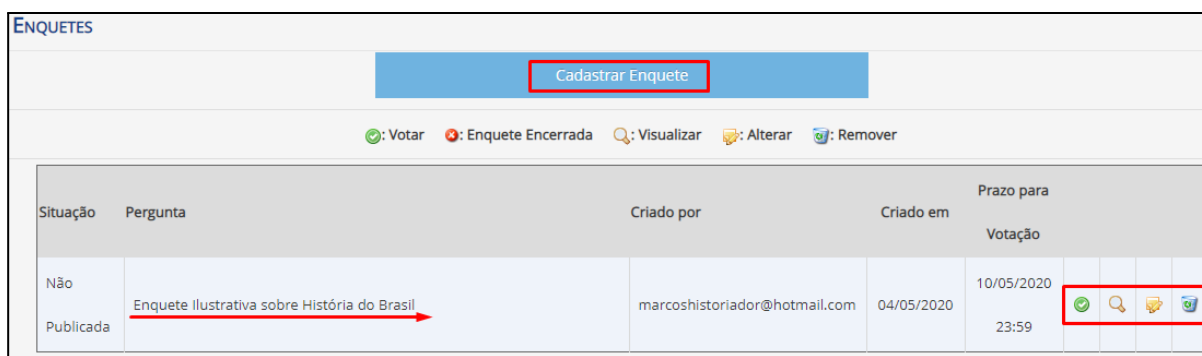 ENQUETES
Cadastrar Enquete
: Votar : Enquete Encerrada : Visualizar : Alterar : Remover
Situação Pergunta Criado por Criado em Prazo para Votação
Não Publicada Enquete Ilustrativa sobre História do Brasil marcoshistoriador@hotmail.com 04/05/2020 10/05/2020 23:59